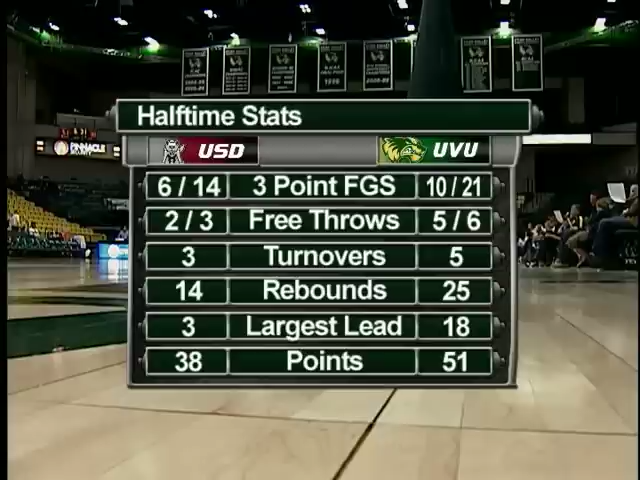 Halftime Stats
USD UVU
6 / 14 3 Point FGS 10 / 21
2 / 3 Free Throws 5 / 6
3 Turnovers 5
14 Rebounds 25
3 Largest Lead 18
38 Points 51
PINNACLE